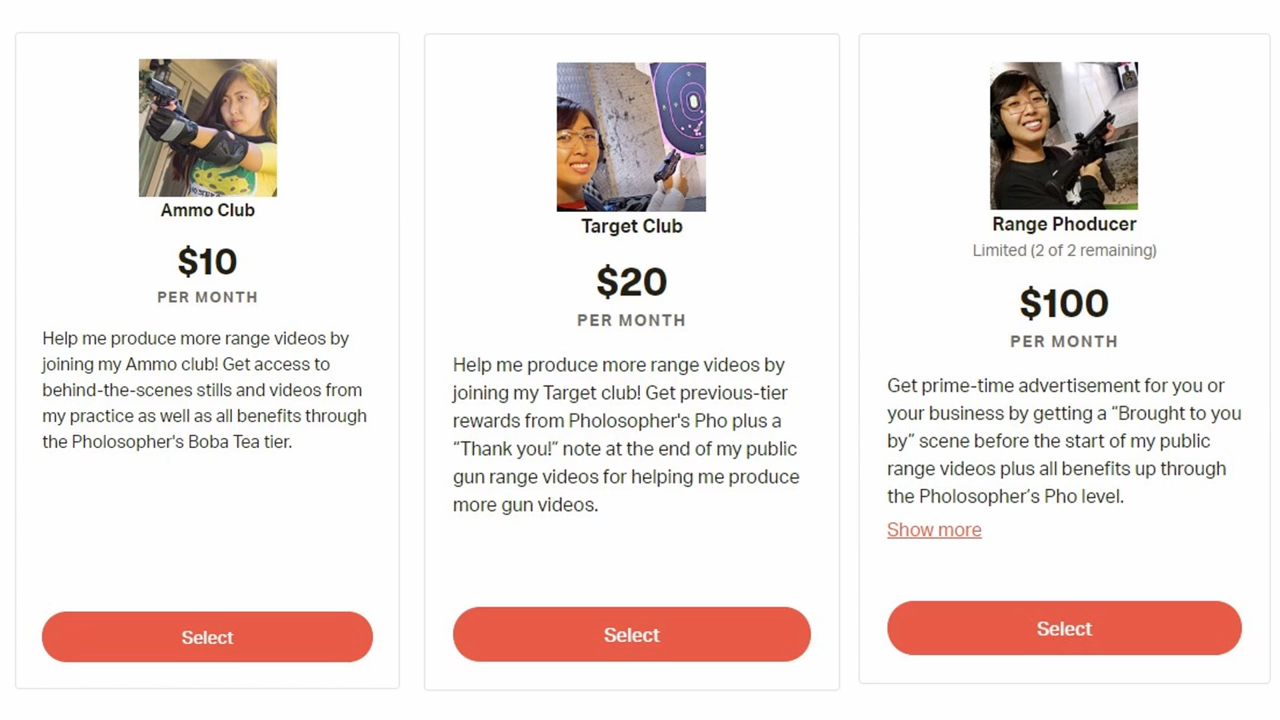 Ammo Club
$10
PER MONTH
Help me produce more range videos by
joining my Ammo club! Get access to
behind-the-scenes stills and videos from
my practice as well as all benefits through
the Pholosopher's Boba Tea tier.
Select
Target Club
$20
PER MONTH
Help me produce more range videos by
joining my Target club! Get previous-tier
rewards from Pholosopher's Pho plus a
“Thank you!” note at the end of my public
gun range videos for helping me produce
more gun videos.
Select
Range Phoducer
Limited (2 of 2 remaining)
$100
PER MONTH
Get prime-time advertisement for you or
your business by getting a “Brought to you
by” scene before the start of my public
range videos plus all benefits up through
the Pholosopher’s Pho level.
Show more
Select